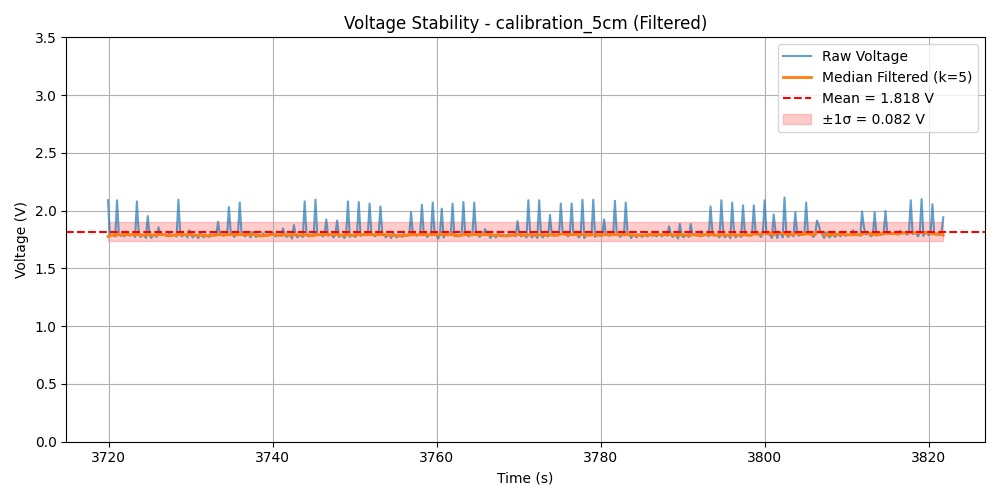 Voltage Stability - calibration_5cm (Filtered)
Voltage (V)
3.5
3.0
2.5
2.0
1.5
1.0
0.5
0.0
Raw Voltage
Median Filtered (k=5)
Mean = 1.818 V
±1σ = 0.082 V
3720 3740 3760 3780 3800 3820
Time (s)